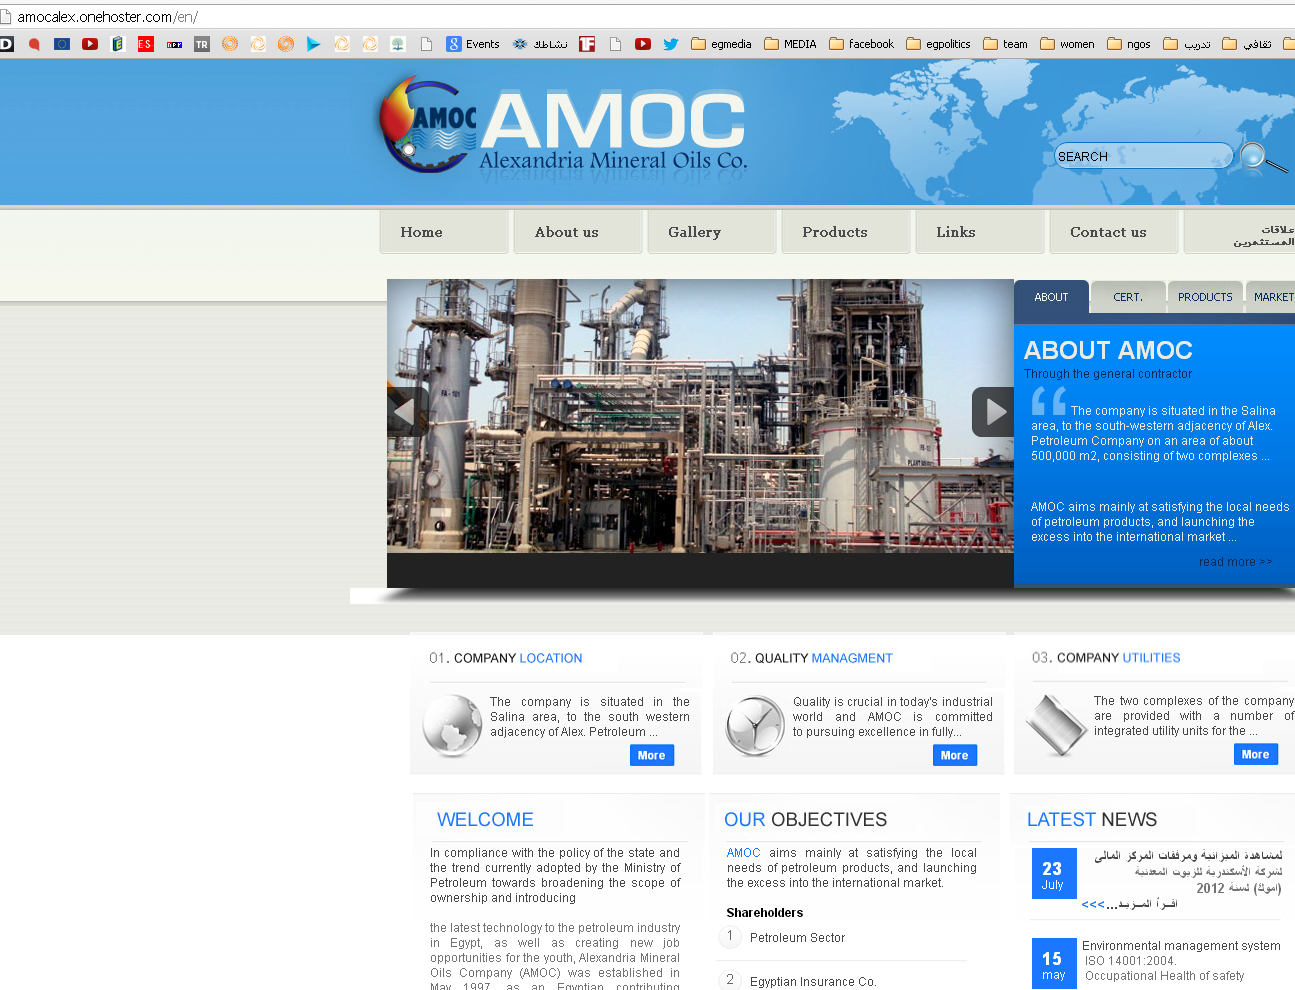 amocalex.onehoster.com/en/
D ES npr TR 8 Events نشاطك egmedia MEDIA facebook egpolitics team women ngos تدريب ثقافي
AMOC AMOC
Alexandria Mineral Oils Co.
SEARCH
Home About us Gallery Products Links Contact us علاقات
المستثمرين
ABOUT CERT. PRODUCTS MARKET
ABOUT AMOC
Through the general contractor
“ The company is situated in the Salina
area, to the south-western adjacency of Alex.
Petroleum Company on an area of about
500,000 m2, consisting of two complexes ...
AMOC aims mainly at satisfying the local needs
of petroleum products, and launching the
excess into the international market ...
read more >>
01. COMPANY LOCATION
The company is situated in the
Salina area, to the south western
adjacency of Alex. Petroleum ...
More
02. QUALITY MANAGMENT
Quality is crucial in today's industrial
world and AMOC is committed
to pursuing excellence in fully...
More
03. COMPANY UTILITIES
The two complexes of the company
are provided with a number of
integrated utility units for the ...
More
WELCOME
In compliance with the policy of the state and
the trend currently adopted by the Ministry of
Petroleum towards broadening the scope of
ownership and introducing
the latest technology to the petroleum industry
in Egypt, as well as creating new job
opportunities for the youth, Alexandria Mineral
Oils Company (AMOC) was established in
May 1997, as an Egyptian contributing
OUR OBJECTIVES
AMOC aims mainly at satisfying the local
needs of petroleum products, and launching
the excess into the international market.
Shareholders
1 Petroleum Sector
2 Egyptian Insurance Co.
LATEST NEWS
23
July
لمشاهدة الميزانية ومرفقات المركز المالى
لشركة الأسكندرية للزيوت المعدنية
(اموك) لسنة 2012
اقـرأ المـزيـد...>>>
15
may
Environmental management system
ISO 14001:2004.
Occupational Health of safety